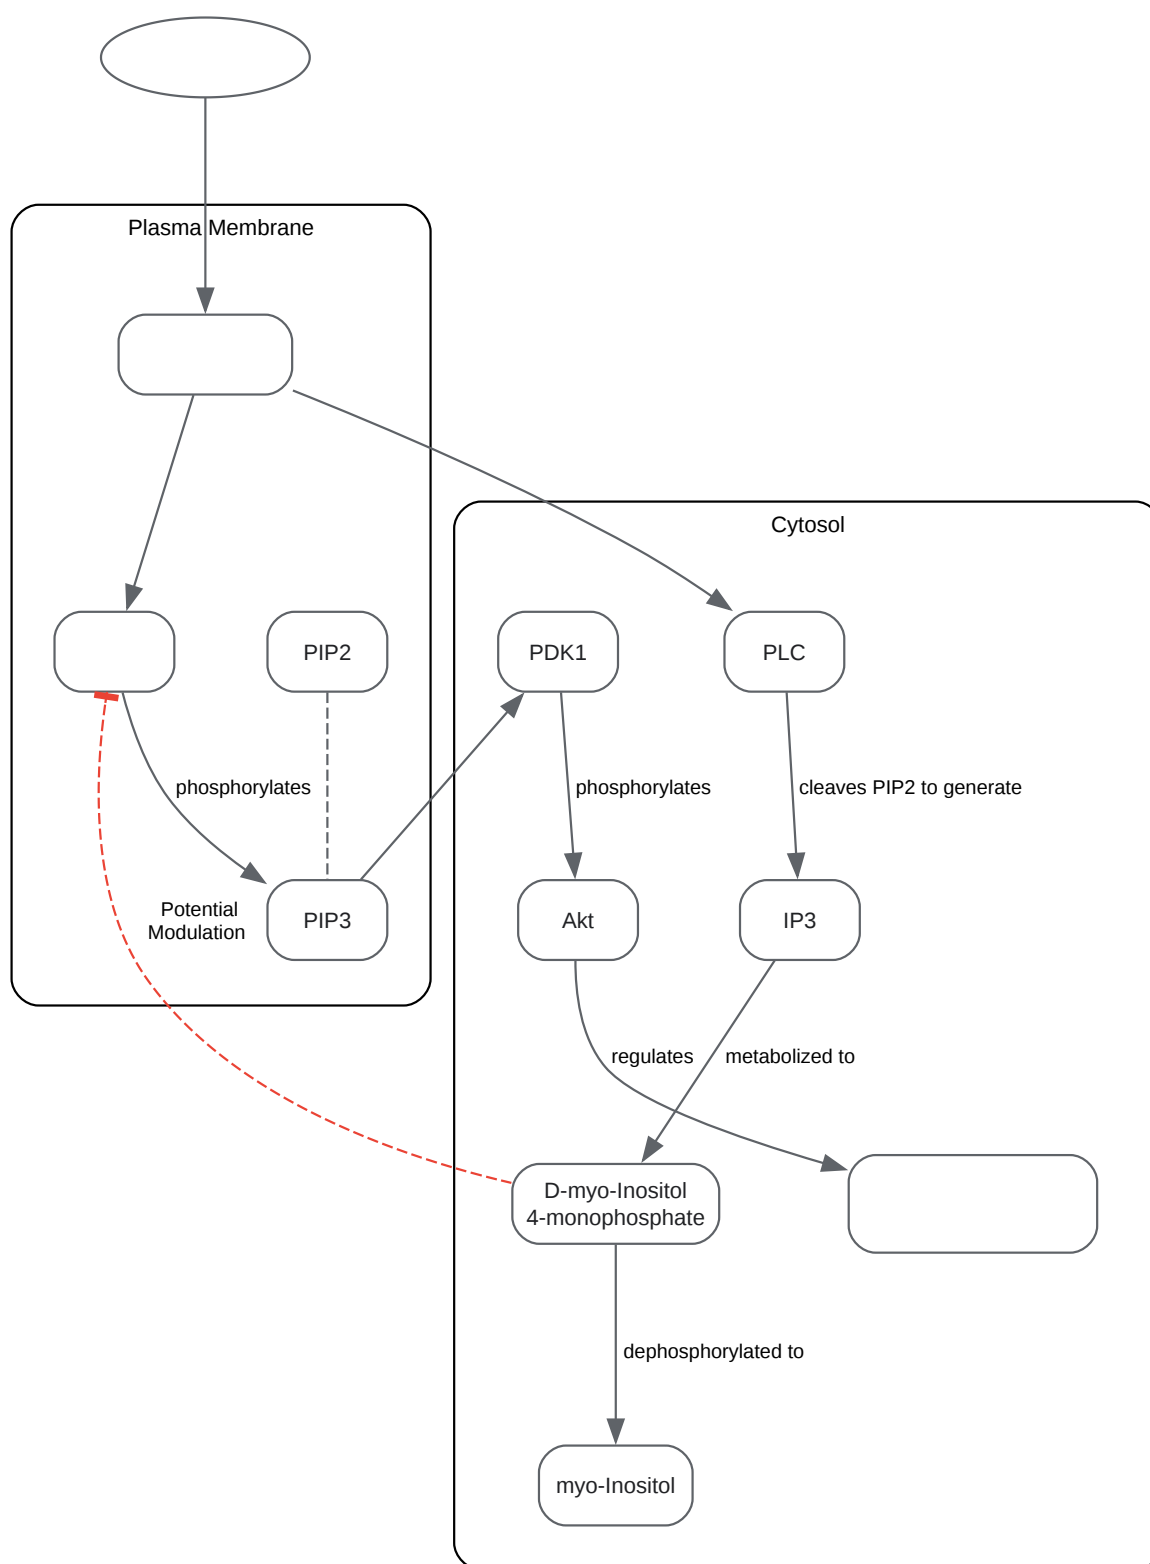 Plasma Membrane
Cytosol
PIP2
PDK1
PLC
phosphorylates
phosphorylates
cleaves PIP2 to generate
Potential
Modulation
PIP3
Akt
IP3
regulates
metabolized to
D-myo-Inositol
4-monophosphate
dephosphorylated to
myo-Inositol